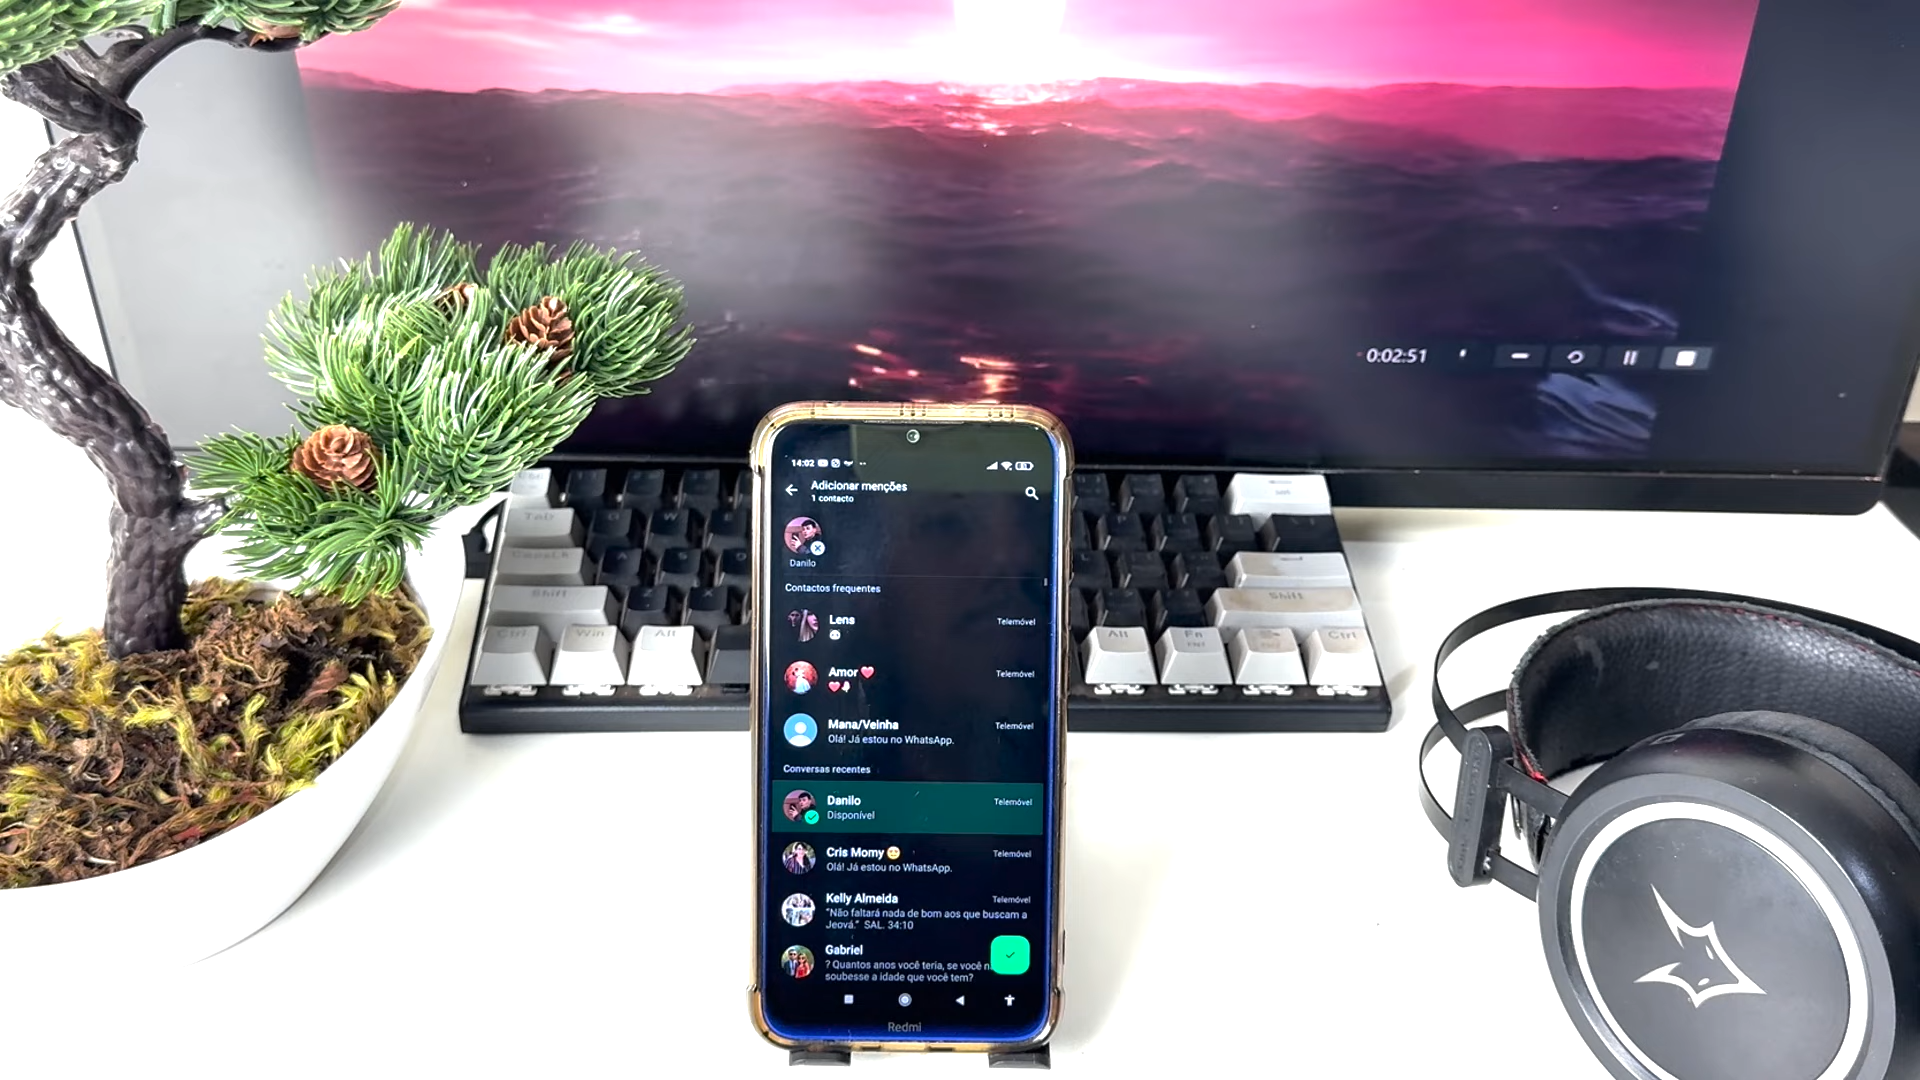 0:02:51
14:02
Adicionar menções
1 contacto
Danilo
Contactos frequentes
Lens
Telemóvel
Amor ❤️
Telemóvel
Mana/Veinha
Telemóvel
Olá! Já estou no WhatsApp.
Conversas recentes
Danilo
Telemóvel
Disponível
Cris Momy
Telemóvel
Olá! Já estou no WhatsApp.
Kelly Almeida
Telemóvel
"Não faltará nada de bom aos que buscam a
Jeová." SAL. 34:10
Gabriel
? Quantos anos você teria, se você
soubesse a idade que você tem?
Redmi
Tab
W
CapsLk
A
S
Shift
Z
X
Ctrl
Win
Alt
P
Shift
Alt
Fn
Ctrl